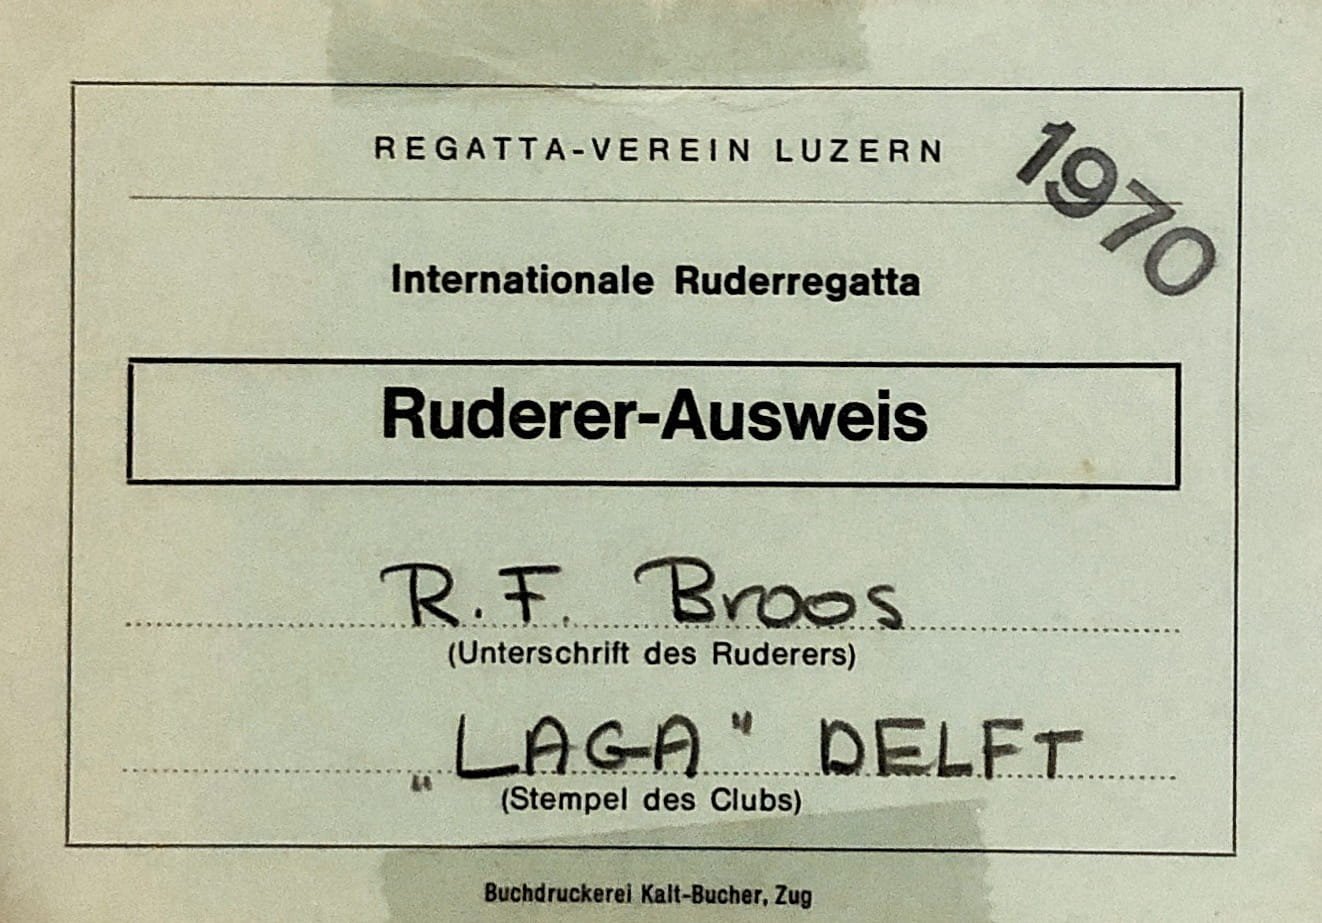 REGATTA-VEREIN LUZERN
1970
Internationale Ruderregatta
Ruderer-Ausweis
R.F. Broos
(Unterschrift des Ruderers)
„LAGA" DELFT
(Stempel des Clubs)
Buchdruckerei Kalt-Bucher, Zug